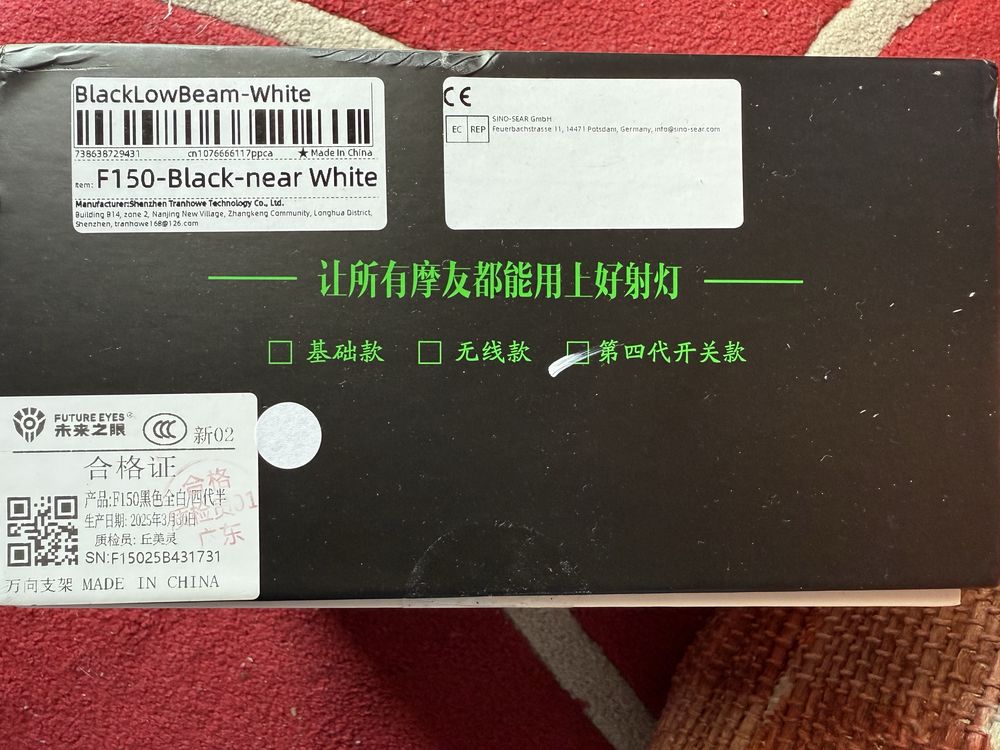 BlackLowBeam-White
738638729431 cn1076666117ppca ★ Made In China
Item: F150-Black-near White
Manufacturer:Shenzhen Tranhowe Technology Co., Ltd.
Building B14, zone 2, Nanjing New Village, Zhangkeng Community, Longhua District,
Shenzhen, tranhowe168@126.com
CE
EC REP
SINO-SEAR GmbH
Feuerbachstrasse 11, 14471 Potsdam, Germany, info@sino-sear.com
让所有摩友都能用上好射灯
基础款 无线款 第四代开关款
FUTURE EYES
未来之眼
CCC
新02
合格证
产品:F150黑色全白/四代半
生产日期: 2025年3月30日
质检员: 丘美灵
SN:F15025B431731
万向支架 MADE IN CHINA
合格
质检员01
广东